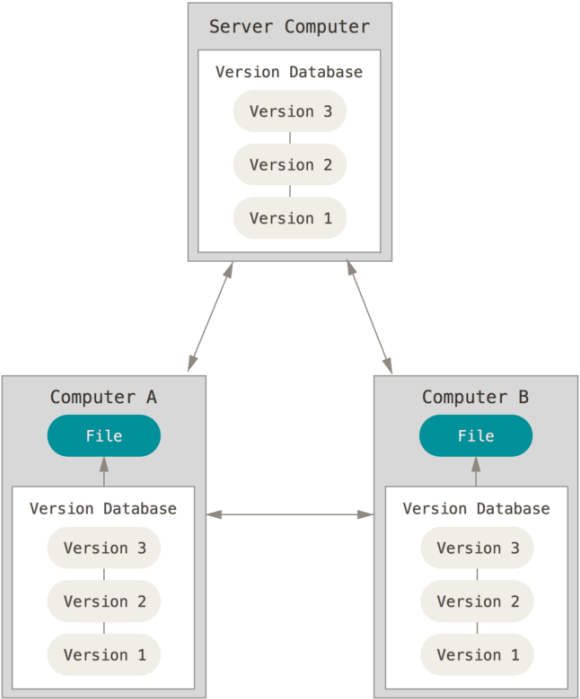 Server Computer
Version Database
Version 3
Version 2
Version 1
Computer A
File
Version Database
Version 3
Version 2
Version 1
Computer B
File
Version Database
Version 3
Version 2
Version 1